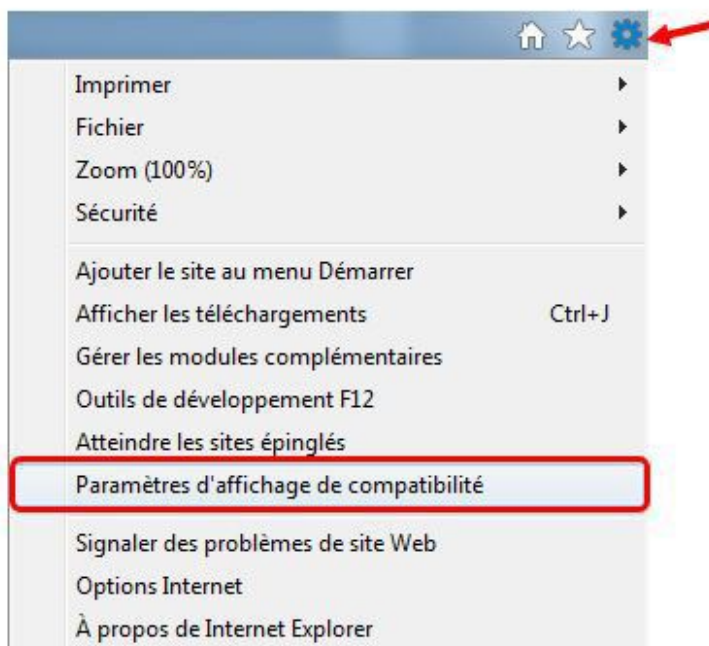 Imprimer
Fichier
Zoom (100%)
Sécurité
Ajouter le site au menu Démarrer
Afficher les téléchargements Ctrl+J
Gérer les modules complémentaires
Outils de développement F12
Atteindre les sites épinglés
Paramètres d'affichage de compatibilité
Signaler des problèmes de site Web
Options Internet
À propos de Internet Explorer